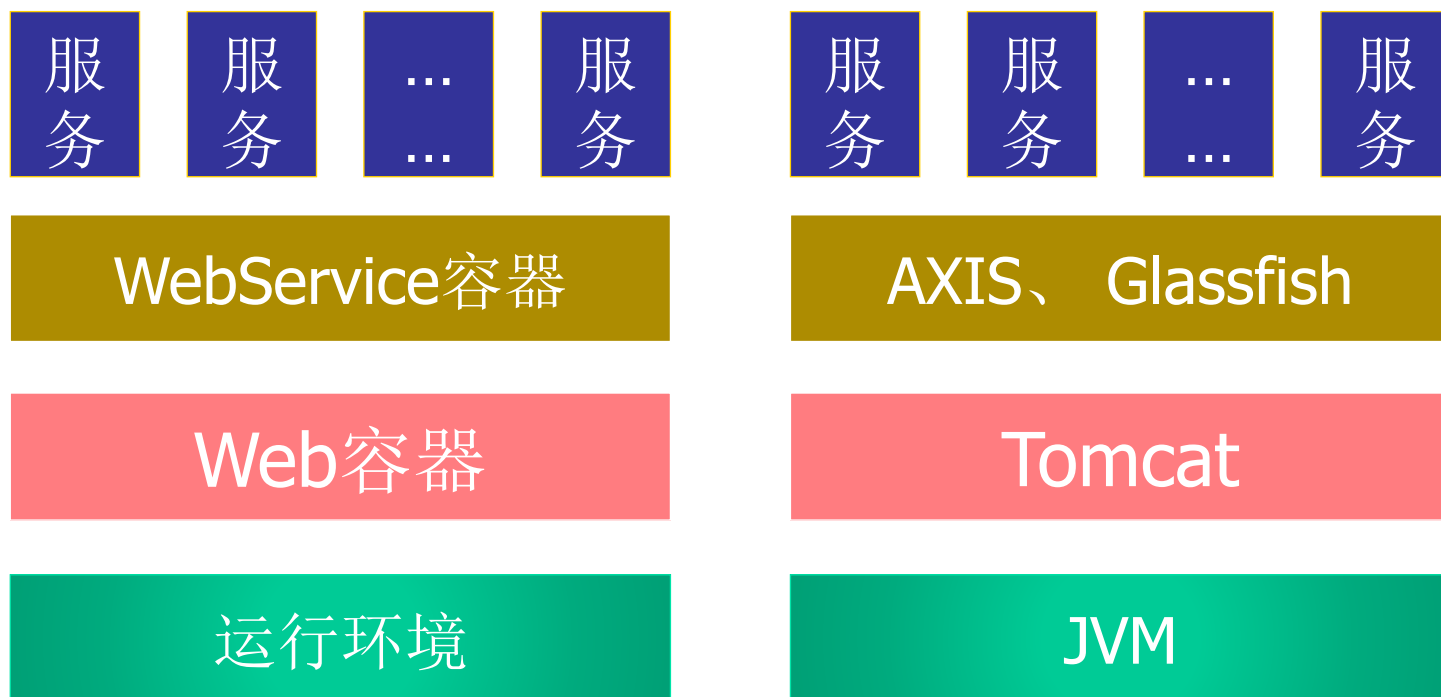 服务 服务 ...... 服务 服务 服务 ...... 服务
WebService容器
AXIS、 Glassfish
Web容器
Tomcat
运行环境
JVM